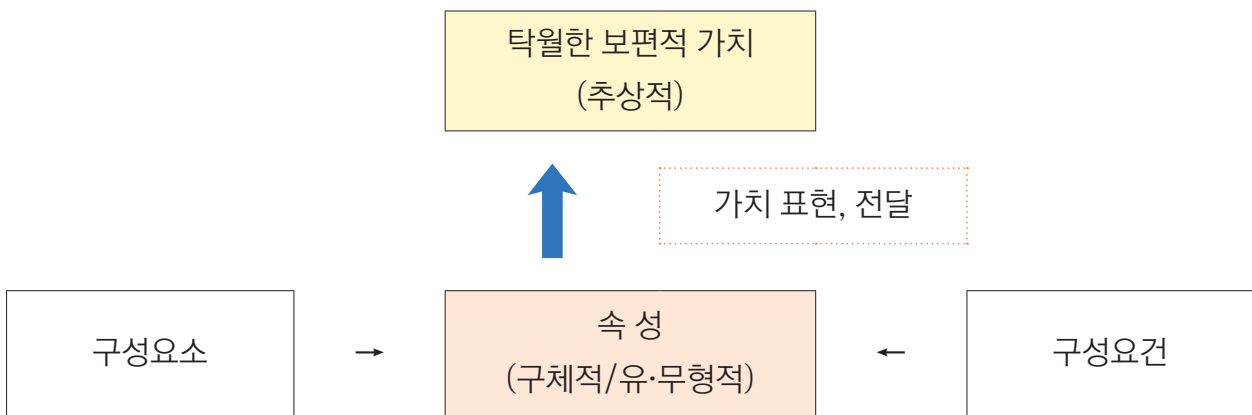 탁월한 보편적 가치
(추상적)
가치 표현, 전달
구성요소
→
속 성
(구체적/유·무형적)
←
구성요건